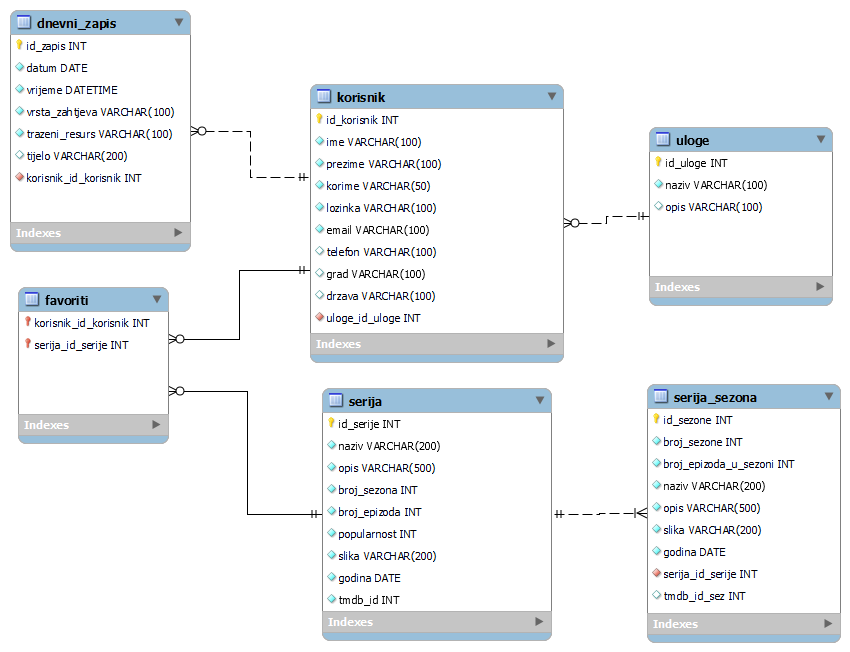 dnevni_zapis
id_zapis INT
datum DATE
vrijeme DATETIME
vrsta_zahtjeva VARCHAR(100)
trazeni_resurs VARCHAR(100)
tijelo VARCHAR(200)
korisnik_id_korisnik INT
Indexes
korisnik
id_korisnik INT
ime VARCHAR(100)
prezime VARCHAR(100)
korime VARCHAR(50)
lozinka VARCHAR(100)
email VARCHAR(100)
telefon VARCHAR(100)
grad VARCHAR(100)
drzava VARCHAR(100)
uloge_id_uloge INT
Indexes
uloge
id_uloge INT
naziv VARCHAR(100)
opis VARCHAR(100)
Indexes
favoriti
korisnik_id_korisnik INT
serija_id_serije INT
Indexes
serija
id_serije INT
naziv VARCHAR(200)
opis VARCHAR(500)
broj_sezona INT
broj_epizoda INT
popularnost INT
slika VARCHAR(200)
godina DATE
tmdb_id INT
Indexes
serija_sezona
id_sezone INT
broj_sezone INT
broj_epizoda_u_sezoni INT
naziv VARCHAR(200)
opis VARCHAR(500)
slika VARCHAR(200)
godina DATE
serija_id_serije INT
tmdb_id_sez INT
Indexes